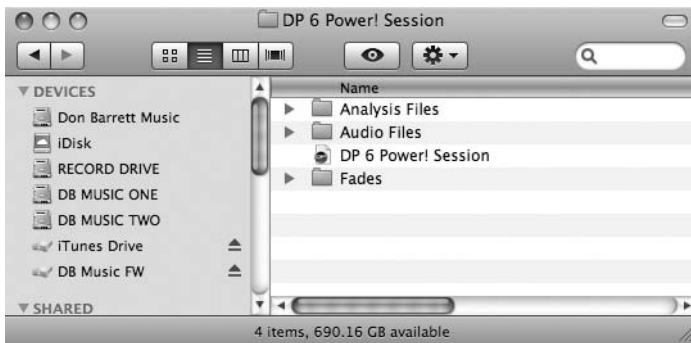 DP 6 Power! Session
DEVICES
Don Barrett Music
iDisk
RECORD DRIVE
DB MUSIC ONE
DB MUSIC TWO
iTunes Drive
DB Music FW
SHARED
Name
Analysis Files
Audio Files
DP 6 Power! Session
Fades
4 items, 690.16 GB available